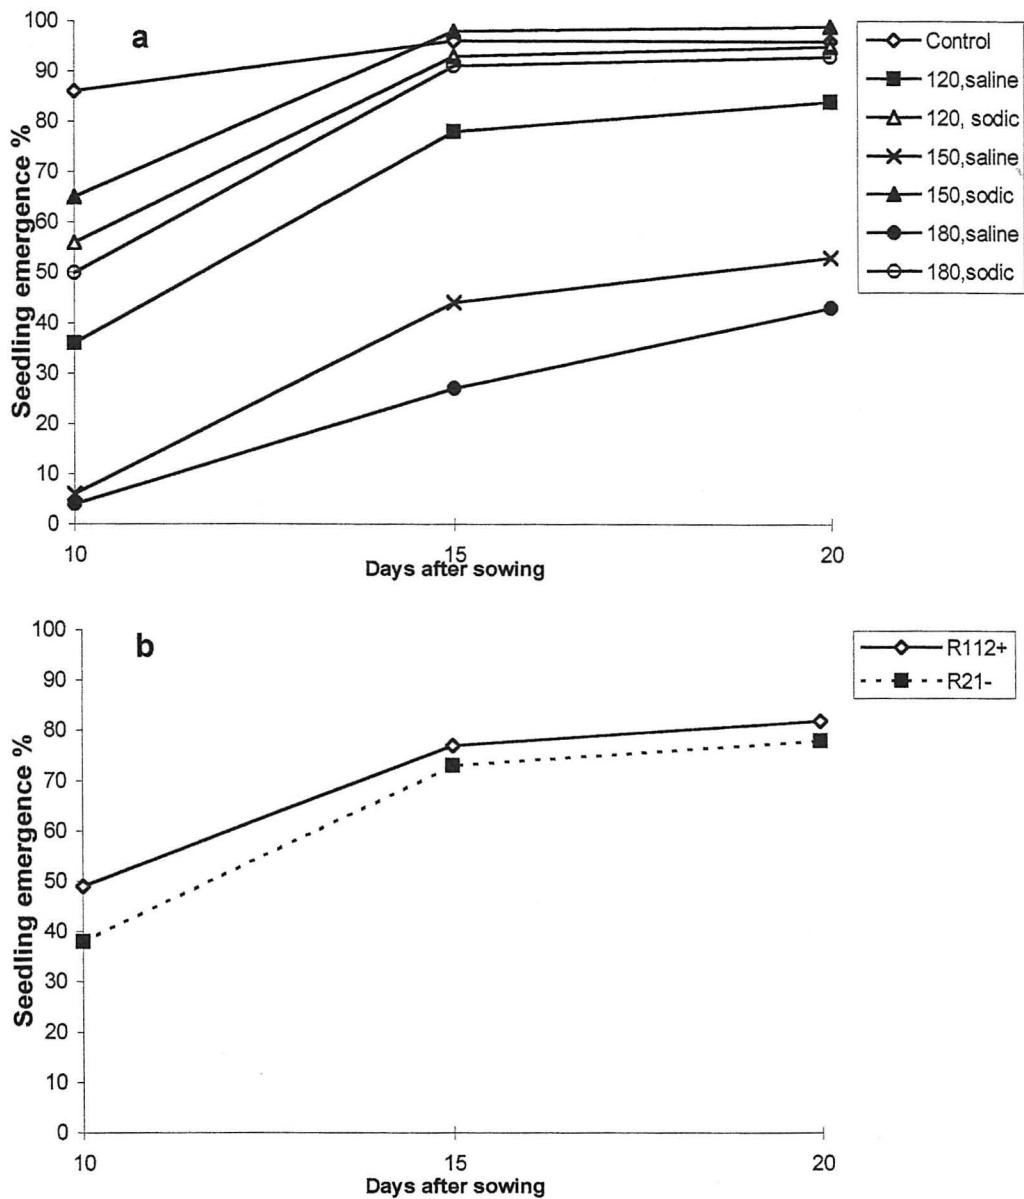 a
Seedling emergence %
100
90
80
70
60
50
40
30
20
10
0
10
15
20
Days after sowing
Control
120,saline
120, sodic
150,saline
150,sodic
180,saline
180,sodic
b
Seedling emergence %
100
90
80
70
60
50
40
30
20
10
0
10
15
20
Days after sowing
R112+
R21-